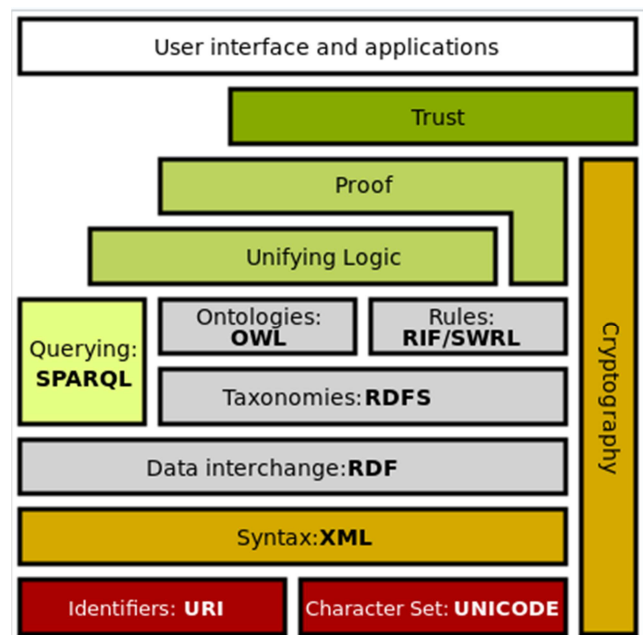 User interface and applications
Trust
Proof
Unifying Logic
Ontologies:
OWL
Rules:
RIF/SWRL
Querying:
SPARQL
Taxonomies:RDFS
Cryptography
Data interchange:RDF
Syntax:XML
Identifiers: URI
Character Set: UNICODE